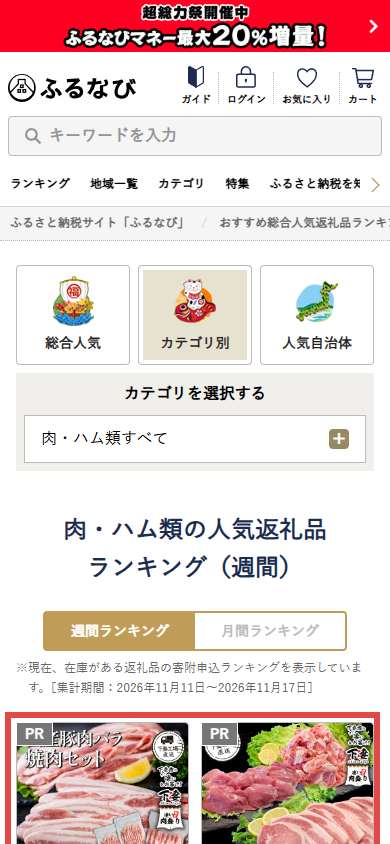 超総力祭開催中
ふるなびマネー最大20%増量!
ふるなび
ガイド
ログイン
お気に入り
カート
キーワードを入力
ランキング
地域一覧
カテゴリ
特集
ふるさと納税を知
ふるさと納税サイト「ふるなび」
/
おすすめ総合人気返礼品ランキ
福
総合人気
カテゴリ別
人気自治体
カテゴリを選択する
肉・ハム類すべて
肉・ハム類の人気返礼品
ランキング（週間）
週間ランキング
月間ランキング
※現在、在庫がある返礼品の寄附申込ランキングを表示していま
す。[集計期間：2026年11月11日～2026年11月17日]
PR
豚肉バラ
焼肉セット
PR